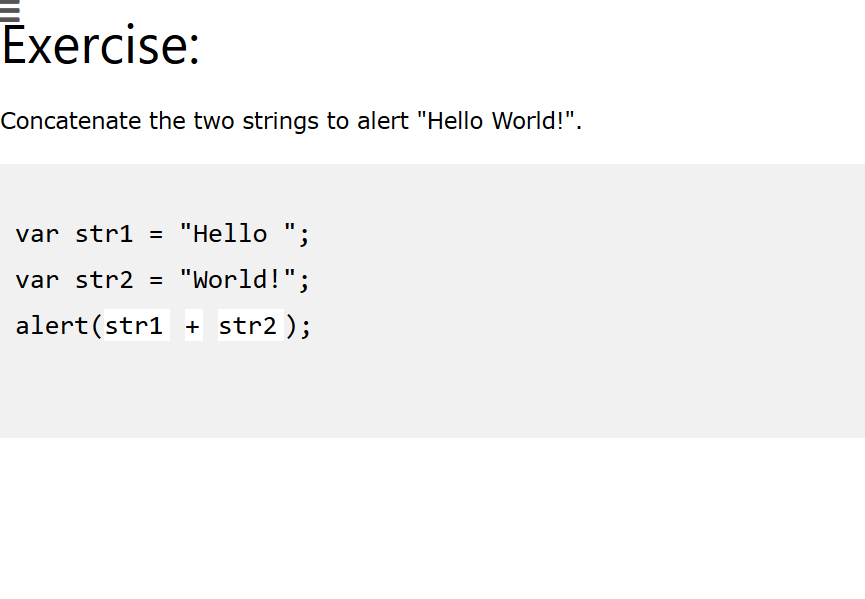 Exercise:
Concatenate the two strings to alert "Hello World!".
var str1 = "Hello ";
var str2 = "World!";
alert(str1 + str2);